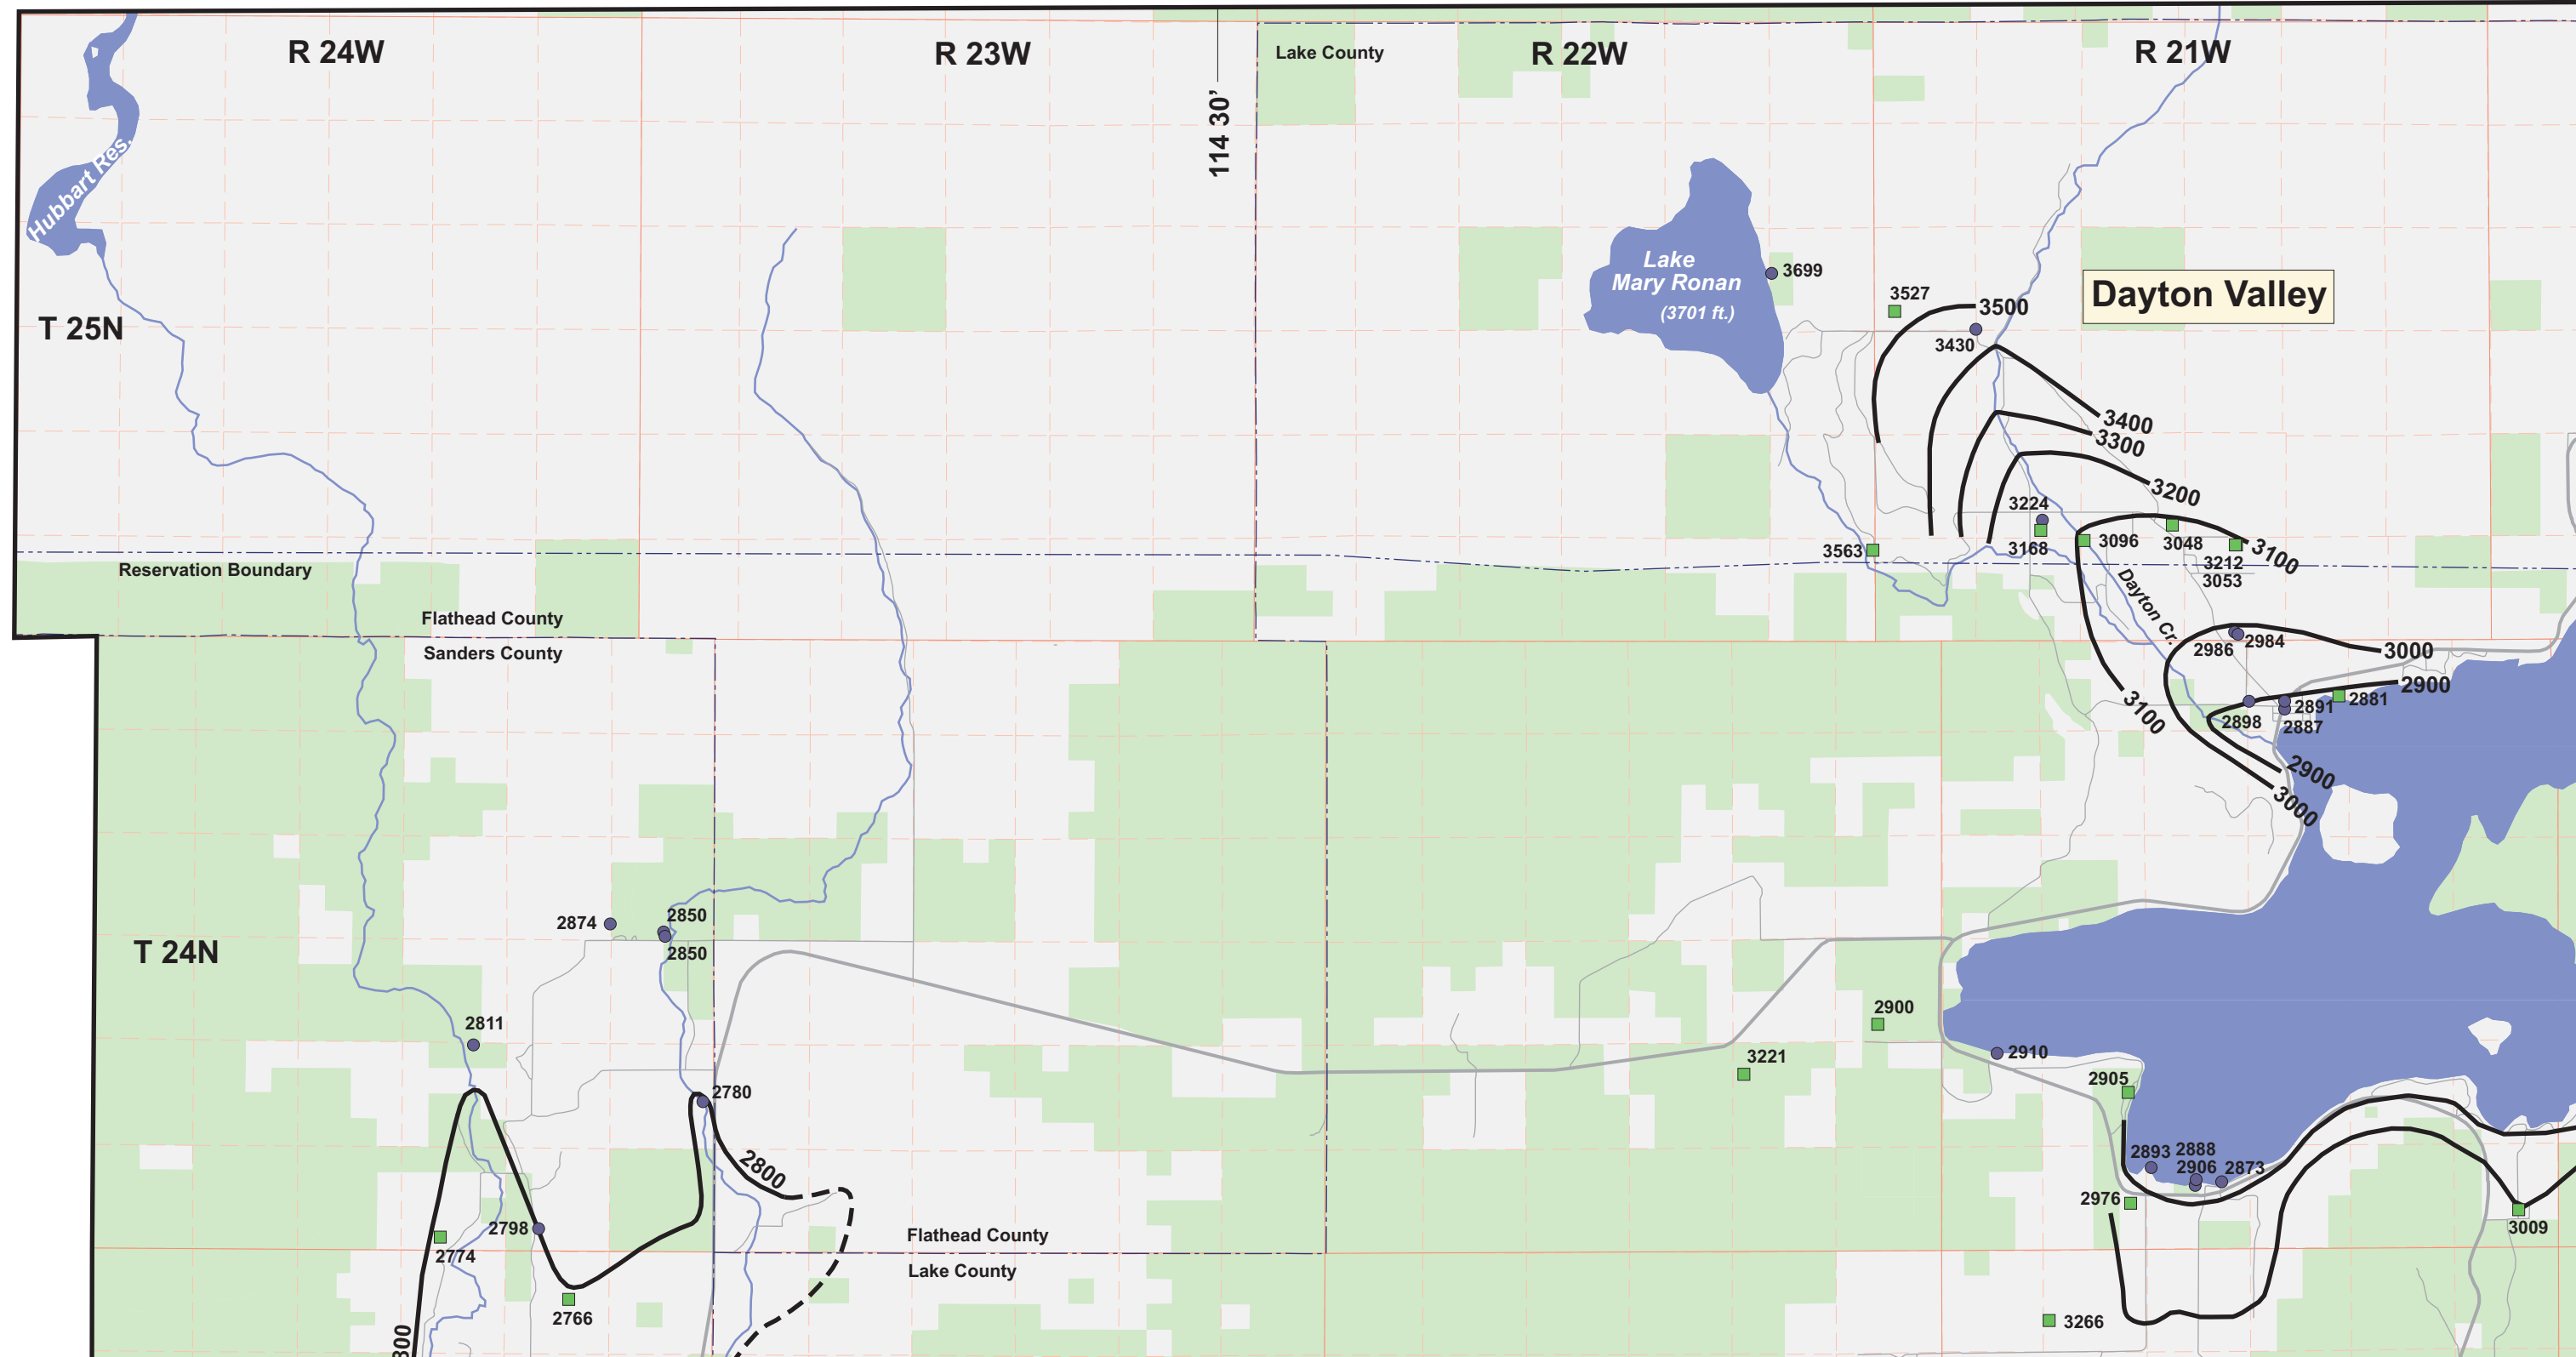 R 24W
R 23W
Lake County
R 22W
R 21W
114 30’
Hubbart Res.
Lake
Mary Ronan
(3701 ft.)
3699
3527
3500
Dayton Valley
T 25N
3430
3400
3300
3200
3224
3563
3168
3096
3048
3212
3053
3100
Reservation Boundary
Dayton Cr.
Flathead County
Sanders County
2986
2984
3000
2900
2881
2891
2898
2887
3100
2900
3000
2874
2850
2850
T 24N
2811
2900
2910
3221
2905
2780
2800
2893
2888
2906
2873
2976
2798
2774
Flathead County
Lake County
3009
2766
3266